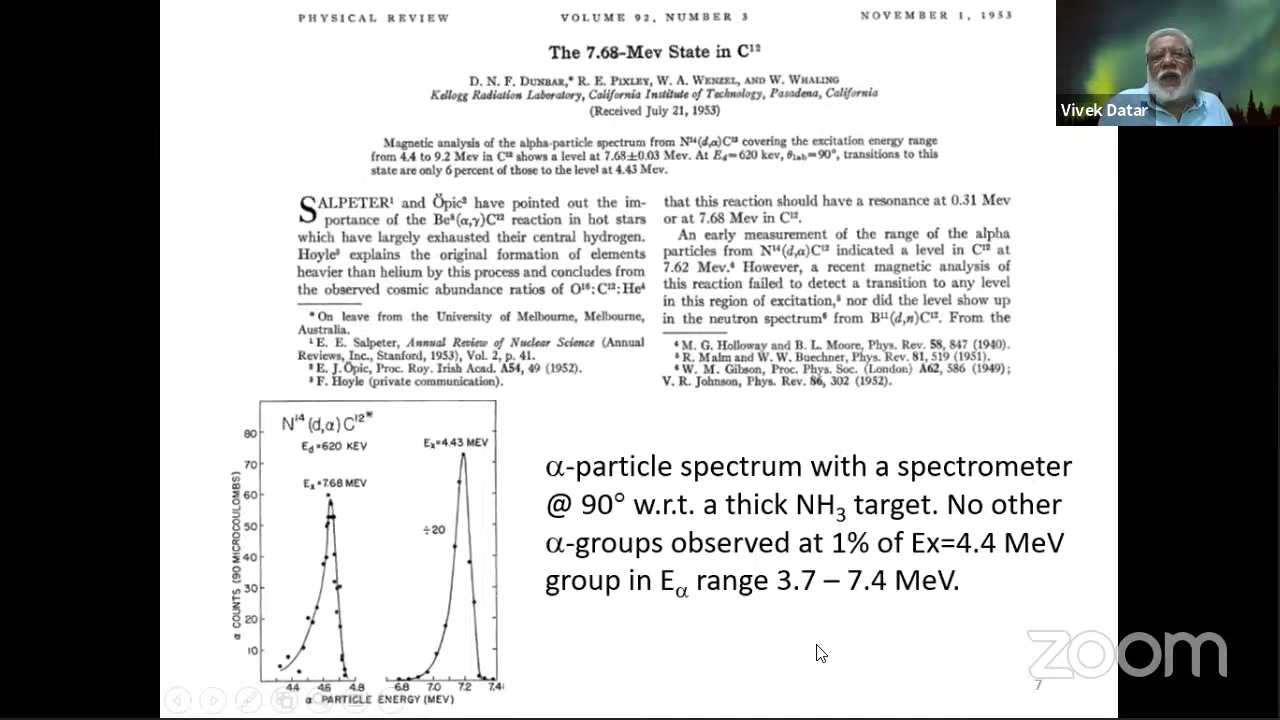 PHYSICAL REVIEW VOLUME 92, NUMBER 3 NOVEMBER 1, 1953
The 7.68-Mev State in C¹²
D. N. F. DUNBAR,* R. E. PIXLEY, W. A. WENZEL, AND W. WHALING
Kellogg Radiation Laboratory, California Institute of Technology, Pasadena, California
(Received July 21, 1953)
Magnetic analysis of the alpha-particle spectrum from N¹⁴(d,α)C¹² covering the excitation energy range
from 4.4 to 9.2 Mev in C¹² shows a level at 7.68±0.03 Mev. At E_d=620 kev, θ_lab=90°, transitions to this
state are only 6 percent of those to the level at 4.43 Mev.
SALPETER¹ and Öpic² have pointed out the im-
portance of the Be⁸(α,γ)C¹² reaction in hot stars
which have largely exhausted their central hydrogen.
Hoyle³ explains the original formation of elements
heavier than helium by this process and concludes from
the observed cosmic abundance ratios of O¹⁶:C¹²:He⁴
* On leave from the University of Melbourne, Melbourne,
Australia.
¹ E. E. Salpeter, Annual Review of Nuclear Science (Annual
Reviews, Inc., Stanford, 1953), Vol. 2, p. 41.
² E. J. Öpic, Proc. Roy. Irish Acad. A54, 49 (1952).
³ F. Hoyle (private communication).
that this reaction should have a resonance at 0.31 Mev
or at 7.68 Mev in C¹².
An early measurement of the range of the alpha
particles from N¹⁴(d,α)C¹² indicated a level in C¹² at
7.62 Mev.⁴ However, a recent magnetic analysis of
this reaction failed to detect a transition to any level
in this region of excitation,⁵ nor did the level show up
in the neutron spectrum⁶ from B¹¹(d,n)C¹². From the
⁴ M. G. Holloway and B. L. Moore, Phys. Rev. 58, 847 (1940).
⁵ R. Malm and W. W. Buechner, Phys. Rev. 81, 519 (1951).
⁶ W. M. Gibson, Proc. Phys. Soc. (London) A62, 586 (1949);
V. R. Johnson, Phys. Rev. 86, 302 (1952).
N¹⁴(d,α)C¹²*
E_d=620 KEV
E_x=7.68 MEV
E_x=4.43 MEV
÷20
α COUNTS (90 MICROCOULOMBS)
80
70
60
50
40
30
20
10
4.4 4.6 4.8 6.8 7.0 7.2 7.4
α PARTICLE ENERGY (MEV)
α-particle spectrum with a spectrometer
@ 90° w.r.t. a thick NH₃ target. No other
α-groups observed at 1% of Ex=4.4 MeV
group in E_α range 3.7 – 7.4 MeV.
Vivek Datar
zoom
7